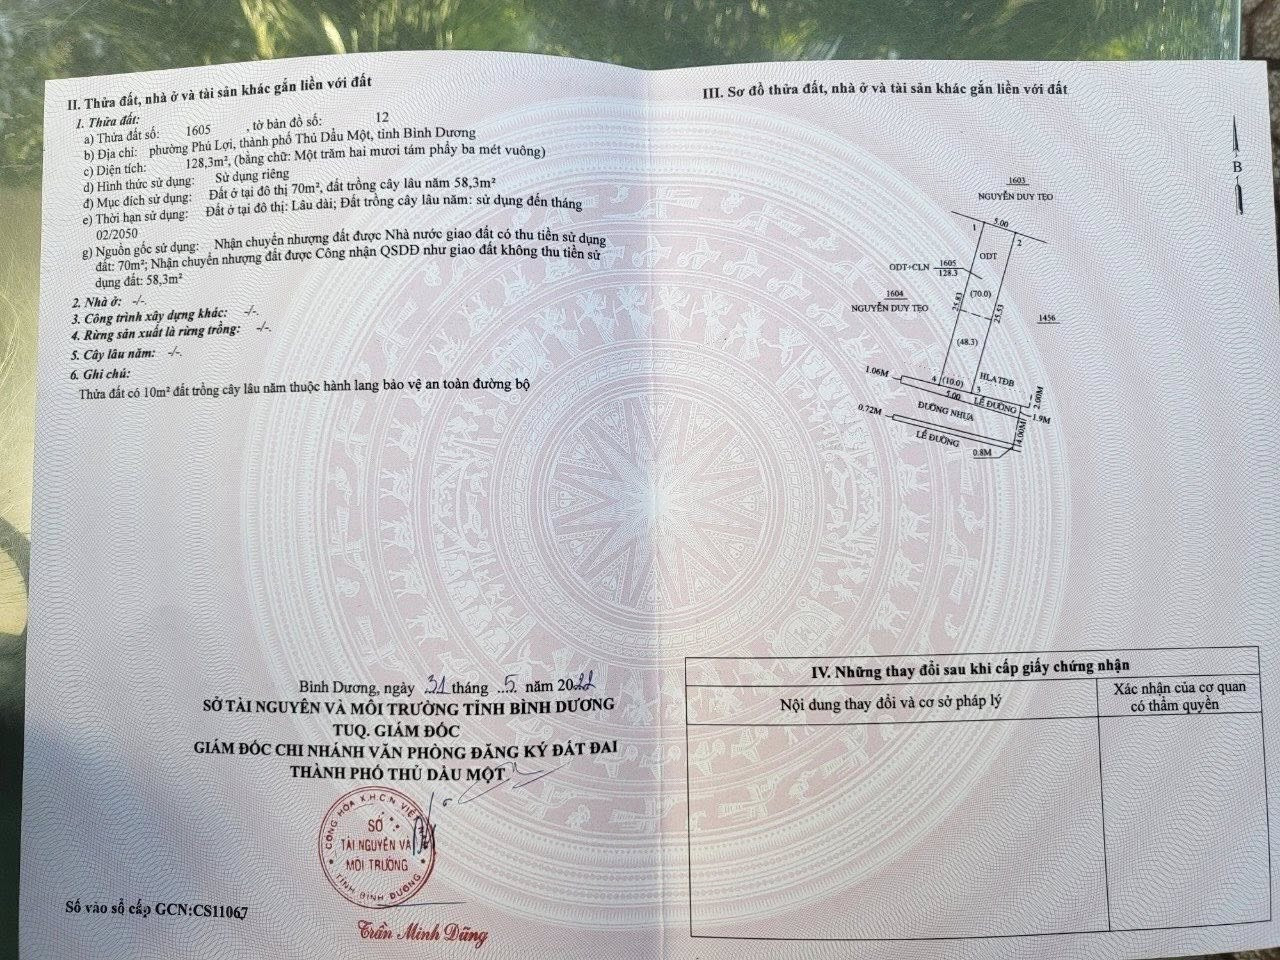 II. Thửa đất, nhà ở và tài sản khác gắn liền với đất
1. Thửa đất:
a) Thửa đất số: 1605 , tờ bản đồ số: 12
b) Địa chỉ: phường Phú Lợi, thành phố Thủ Dầu Một, tỉnh Bình Dương
c) Diện tích: 128,3m², (bằng chữ: Một trăm hai mươi tám phẩy ba mét vuông)
d) Hình thức sử dụng: Sử dụng riêng
đ) Mục đích sử dụng: Đất ở tại đô thị 70m², đất trồng cây lâu năm 58,3m²
e) Thời hạn sử dụng: Đất ở tại đô thị: Lâu dài; Đất trồng cây lâu năm: sử dụng đến tháng
02/2050
g) Nguồn gốc sử dụng: Nhận chuyển nhượng đất được Nhà nước giao đất có thu tiền sử dụng
đất: 70m²; Nhận chuyển nhượng đất được Công nhận QSDĐ như giao đất không thu tiền sử
dụng đất: 58,3m²
2. Nhà ở: -/-.
3. Công trình xây dựng khác: -/-.
4. Rừng sản xuất là rừng trồng: -/-.
5. Cây lâu năm: -/-.
6. Ghi chú:
Thửa đất có 10m² đất trồng cây lâu năm thuộc hành lang bảo vệ an toàn đường bộ
Bình Dương, ngày 31 tháng ..5. năm 2022
SỞ TÀI NGUYÊN VÀ MÔI TRƯỜNG TỈNH BÌNH DƯƠNG
TUQ. GIÁM ĐỐC
GIÁM ĐỐC CHI NHÁNH VĂN PHÒNG ĐĂNG KÝ ĐẤT ĐAI
THÀNH PHỐ THỦ DẦU MỘT
CỘNG HÒA X.H.C.N VIỆT NAM
SỞ
TÀI NGUYÊN VÀ
MÔI TRƯỜNG
TỈNH BÌNH DƯƠNG
Trần Minh Dũng
Số vào sổ cấp GCN:CS11067
III. Sơ đồ thửa đất, nhà ở và tài sản khác gắn liền với đất
B
1603
NGUYỄN DUY TẸO
1
5.00
2
ODT
ODT+CLN
1605
128.3
(70.0)
1604
NGUYỄN DUY TẸO
25.83
25.53
1456
(48.3)
1.06M
4
(10.0)
3
HLATĐB
5.00
LỀ ĐƯỜNG
2.00M
0.72M
ĐƯỜNG NHỰA
1.9M
LỀ ĐƯỜNG
4.00M
0.8M
IV. Những thay đổi sau khi cấp giấy chứng nhận
Nội dung thay đổi và cơ sở pháp lý
Xác nhận của cơ quan
có thẩm quyền